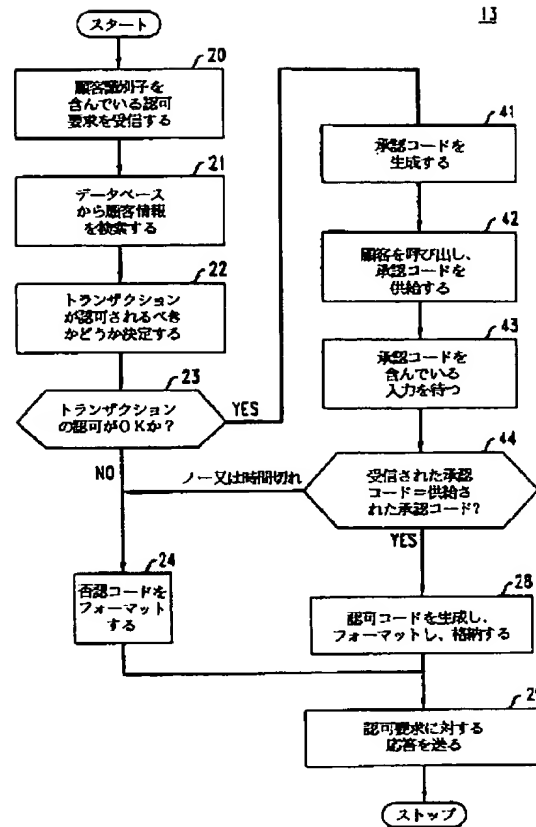 13
スタート
20
顧客識別子を
含んでいる認可
要求を受信する
21
データベース
から顧客情報
を検索する
22
トランザクション
が認可されるべき
かどうか決定する
23
トランザクション
の認可がOKか?
YES
NO
24
否認コードを
フォーマット
する
41
承認コードを
生成する
42
顧客を呼び出し、
承認コードを
供給する
43
承認コードを
含んでいる
入力を待つ
44
受信された承認
コード=供給さ
れた承認コード?
ノー又は時間切れ
YES
28
認可コードを生成し、
フォーマットし、格納する
認可要求に対する
応答を送る
ストップ